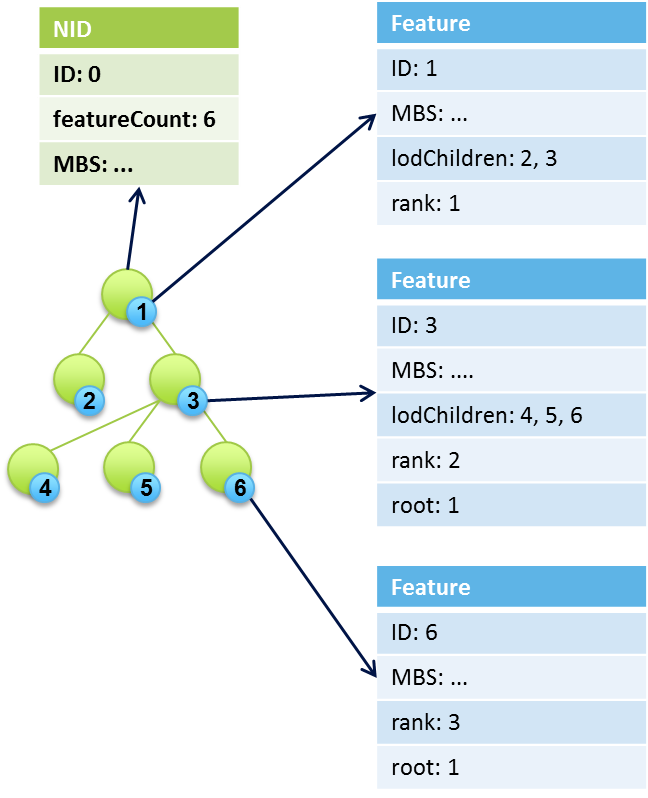 NID
ID: 0
featureCount: 6
MBS: ...
1
2
3
4
5
6
Feature
ID: 1
MBS: ...
lodChildren: 2, 3
rank: 1
Feature
ID: 3
MBS: ....
lodChildren: 4, 5, 6
rank: 2
root: 1
Feature
ID: 6
MBS: ...
rank: 3
root: 1